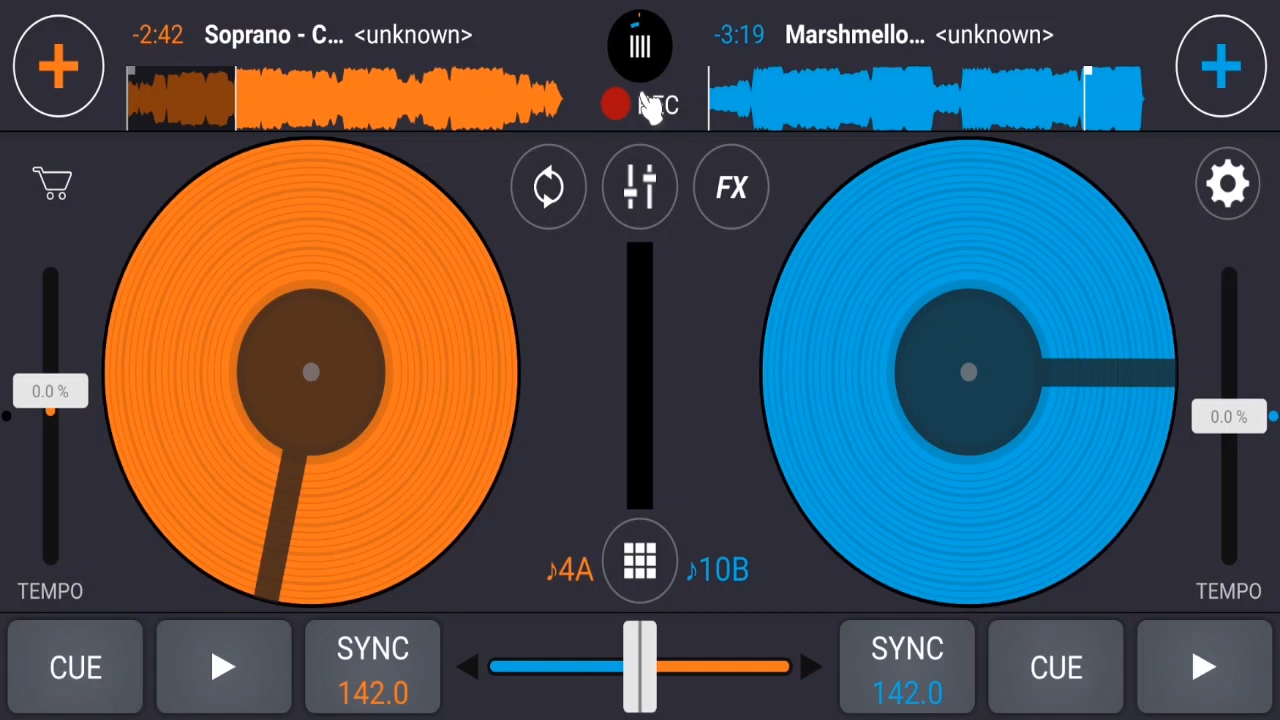 -2:42 Soprano - C... <unknown>
-3:19 Marshmello... <unknown>
FX
0.0 %
0.0 %
♪4A
♪10B
TEMPO
TEMPO
CUE
SYNC
142.0
SYNC
142.0
CUE